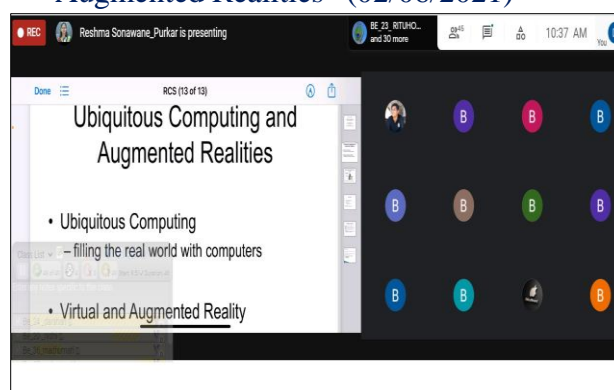 Augmented Realities" (02/08/2021)
REC
Reshma Sonawane_Purkar is presenting
BE_23_RITUHO...
and 30 more
10:37 AM
You
Done
RCS (13 of 13)
Ubiquitous Computing and
Augmented Realities
• Ubiquitous Computing
– filling the real world with computers
• Virtual and Augmented Reality
Class List
B
B
B
B
B
B
B
B
B
B